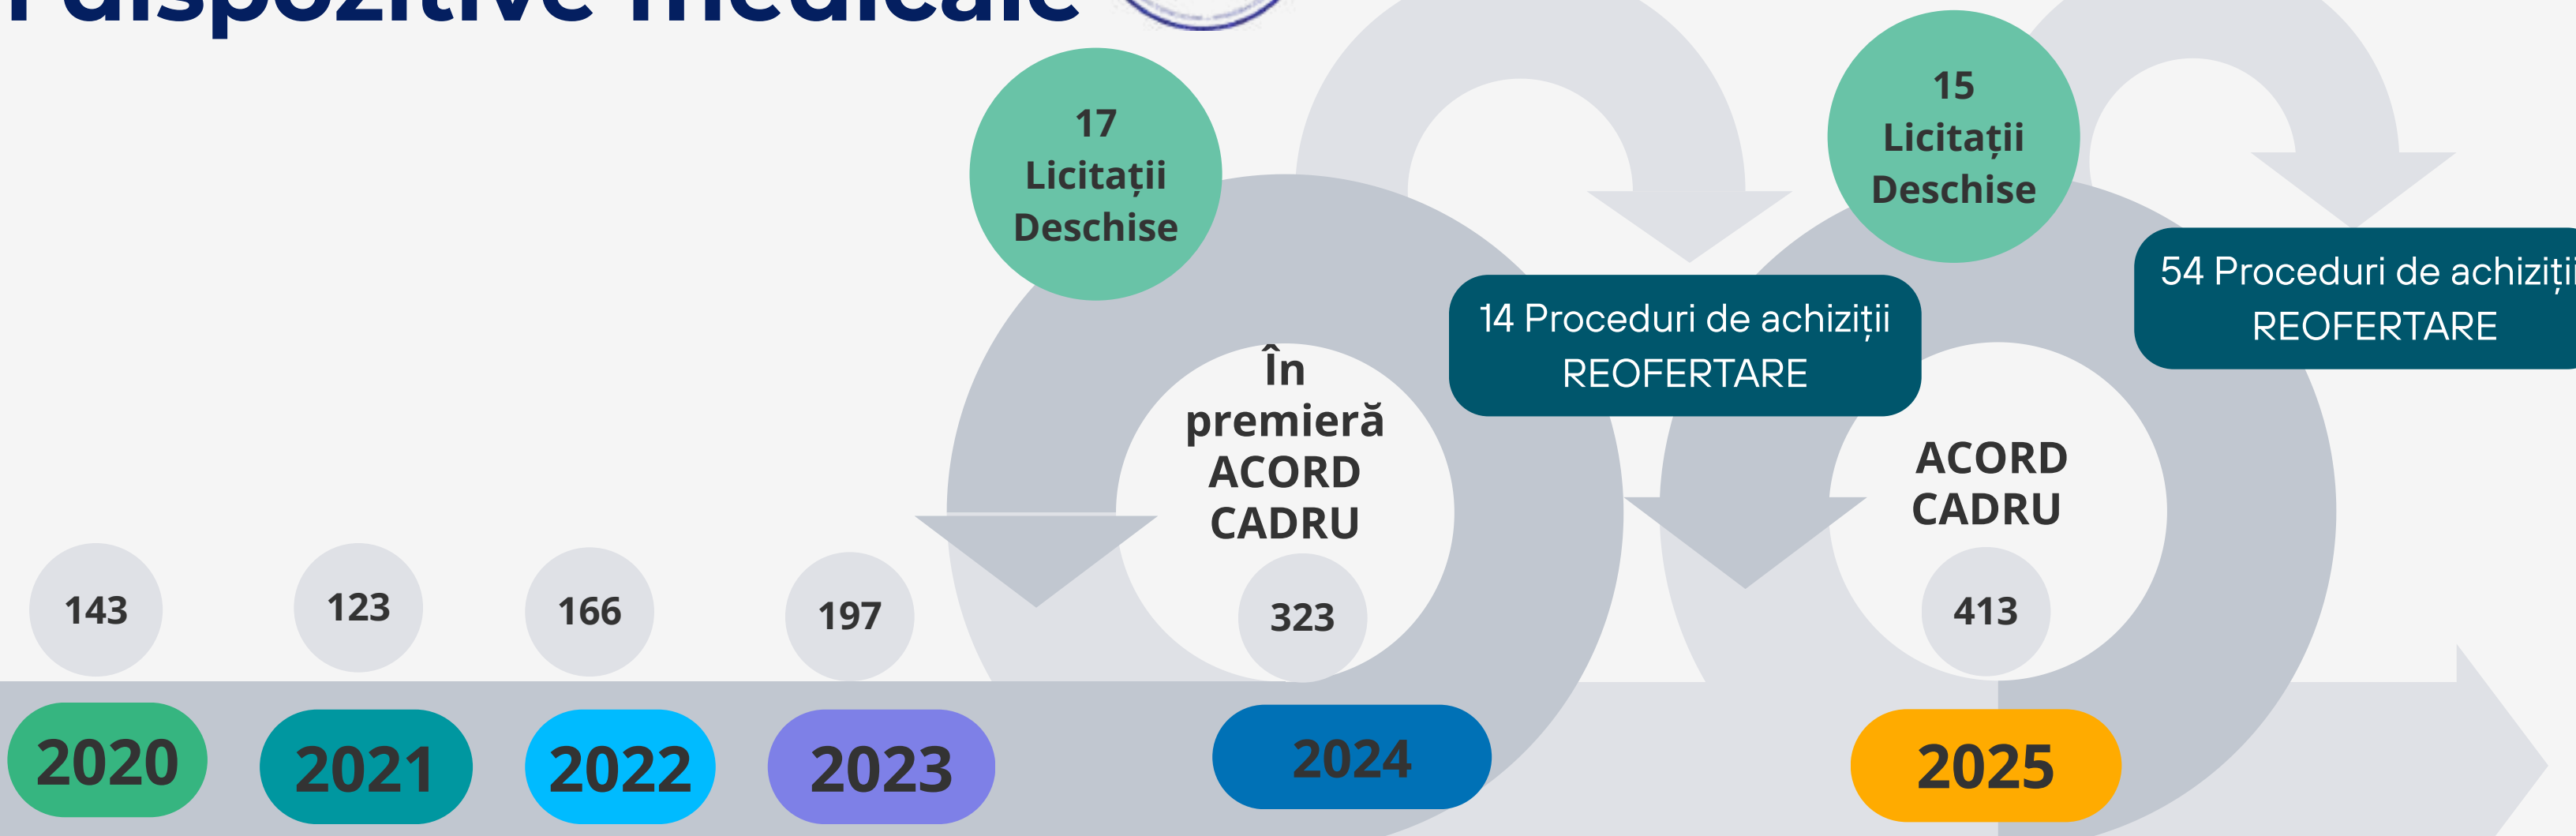 dispozitive medicale
17
Licitații
Deschise
15
Licitații
Deschise
54 Proceduri de achiziții
REOFERTARE
14 Proceduri de achiziții
REOFERTARE
În
premieră
ACORD
CADRU
ACORD
CADRU
143
123
166
197
323
413
2020
2021
2022
2023
2024
2025